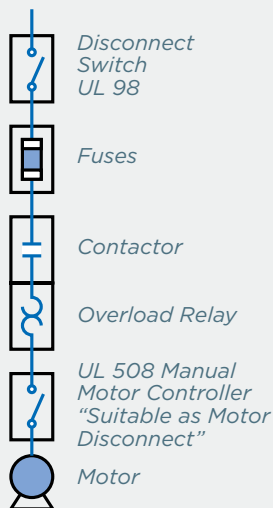 Disconnect
Switch
UL 98
Fuses
Contactor
Overload Relay
UL 508 Manual
Motor Controller
“Suitable as Motor
Disconnect”
Motor